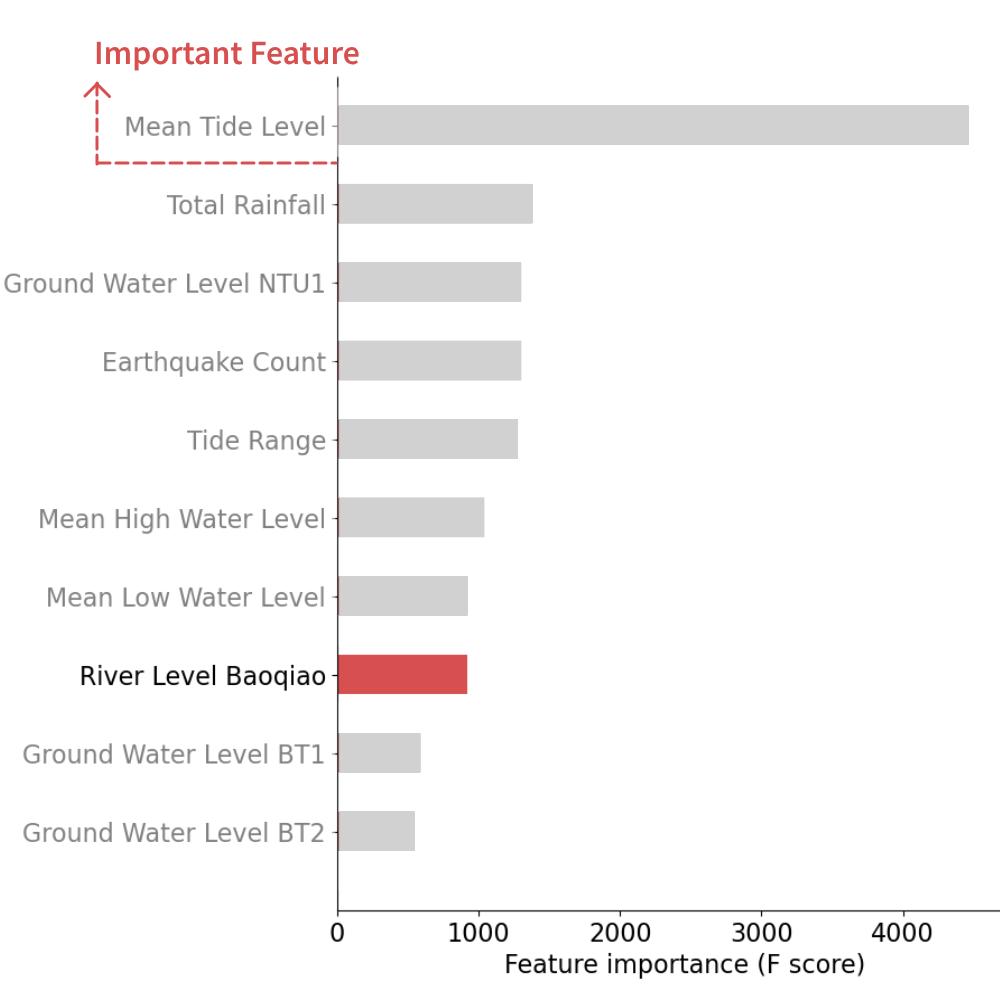 Important Feature
Mean Tide Level
Total Rainfall
Ground Water Level NTU1
Earthquake Count
Tide Range
Mean High Water Level
Mean Low Water Level
River Level Baoqiao
Ground Water Level BT1
Ground Water Level BT2
0 1000 2000 3000 4000
Feature importance (F score)